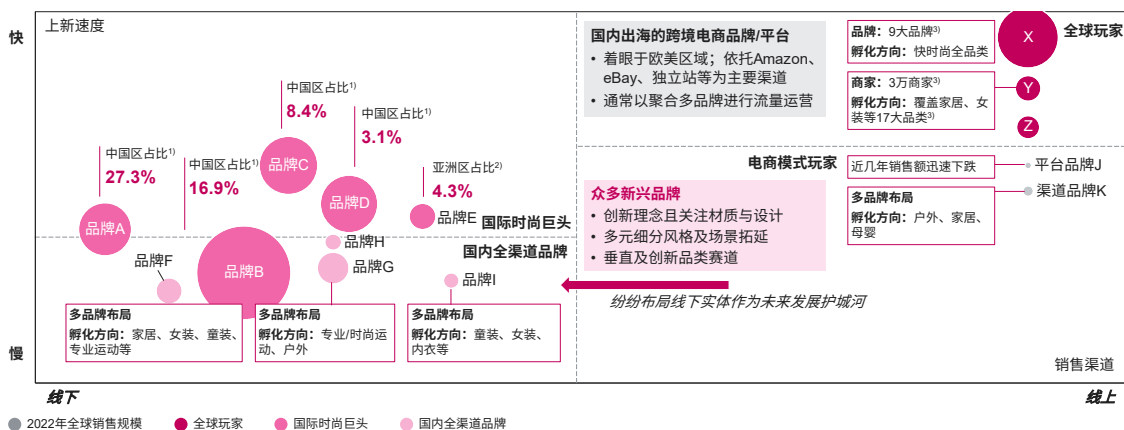 快
上新速度
中国区占比1)
8.4%
中国区占比1)
3.1%
中国区占比1)
27.3%
中国区占比1)
16.9%
亚洲区占比2)
4.3%
品牌C
品牌D
品牌E
品牌A
国际时尚巨头
国内全渠道品牌
品牌H
品牌G
品牌F
品牌B
品牌I
多品牌布局
孵化方向：家居、女装、童装、
专业运动等
多品牌布局
孵化方向：专业/时尚运
动、户外
多品牌布局
孵化方向：童装、女装、
内衣等
国内出海的跨境电商品牌/平台
• 着眼于欧美区域；依托Amazon、
eBay、独立站等为主要渠道
• 通常以聚合多品牌进行流量运营
品牌：9大品牌3)
孵化方向：快时尚全品类
X
全球玩家
商家：3万商家3)
孵化方向：覆盖家居、女
装等17大品类3)
Y
Z
电商模式玩家
近几年销售额迅速下跌
平台品牌J
渠道品牌K
多品牌布局
孵化方向：户外、家居、
母婴
众多新兴品牌
• 创新理念且关注材质与设计
• 多元细分风格及场景拓延
• 垂直及创新品类赛道
纷纷布局线下实体作为未来发展护城河
慢
销售渠道
线下
线上
2022年全球销售规模
全球玩家
国际时尚巨头
国内全渠道品牌